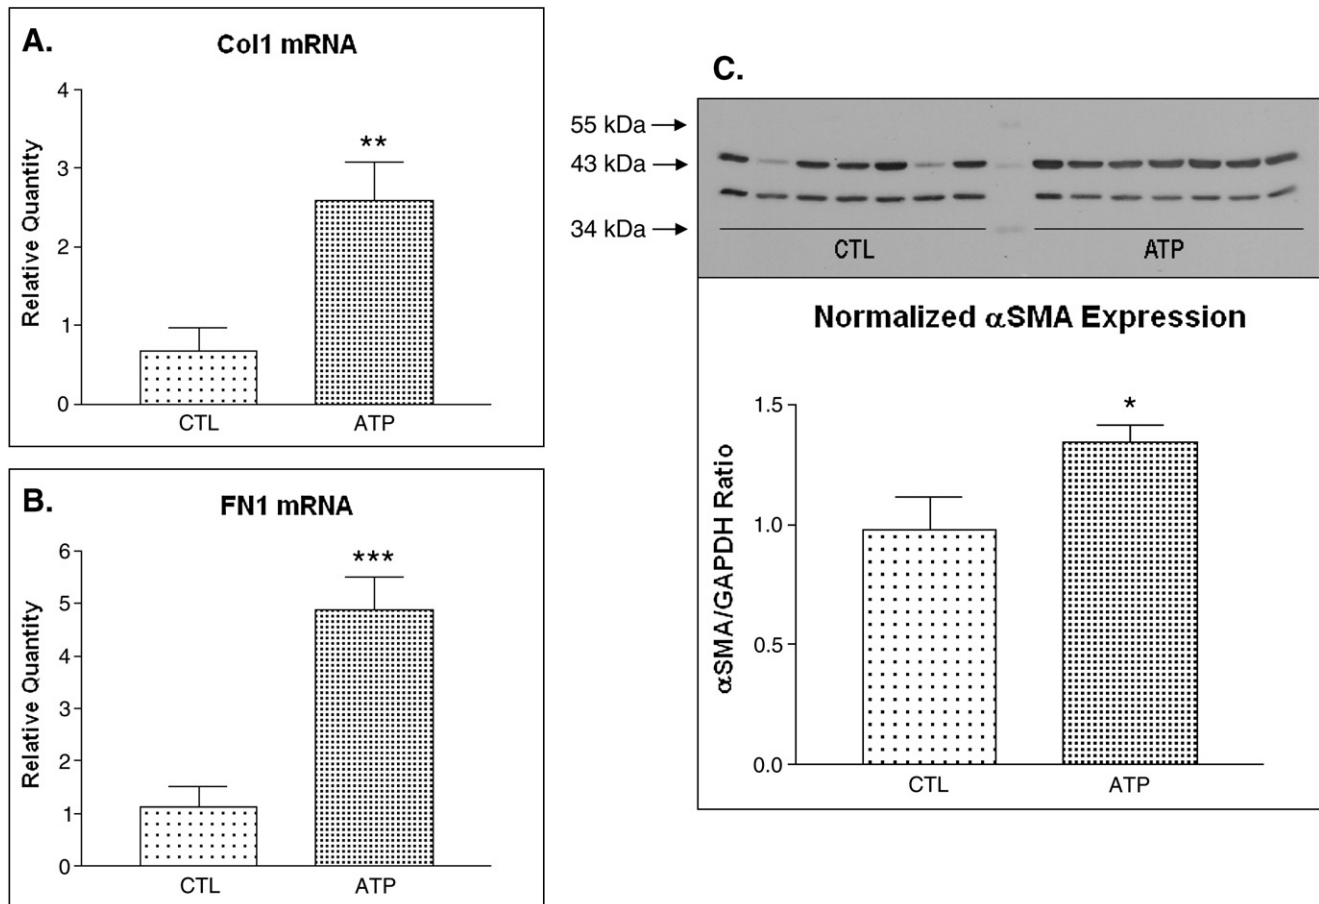 A.
Col1 mRNA
Relative Quantity
4
3
2
1
0
**
CTL
ATP
B.
FN1 mRNA
Relative Quantity
6
5
4
3
2
1
0
***
CTL
ATP
C.
55 kDa
43 kDa
34 kDa
CTL
ATP
Normalized αSMA Expression
αSMA/GAPDH Ratio
1.5
1.0
0.5
0.0
*
CTL
ATP